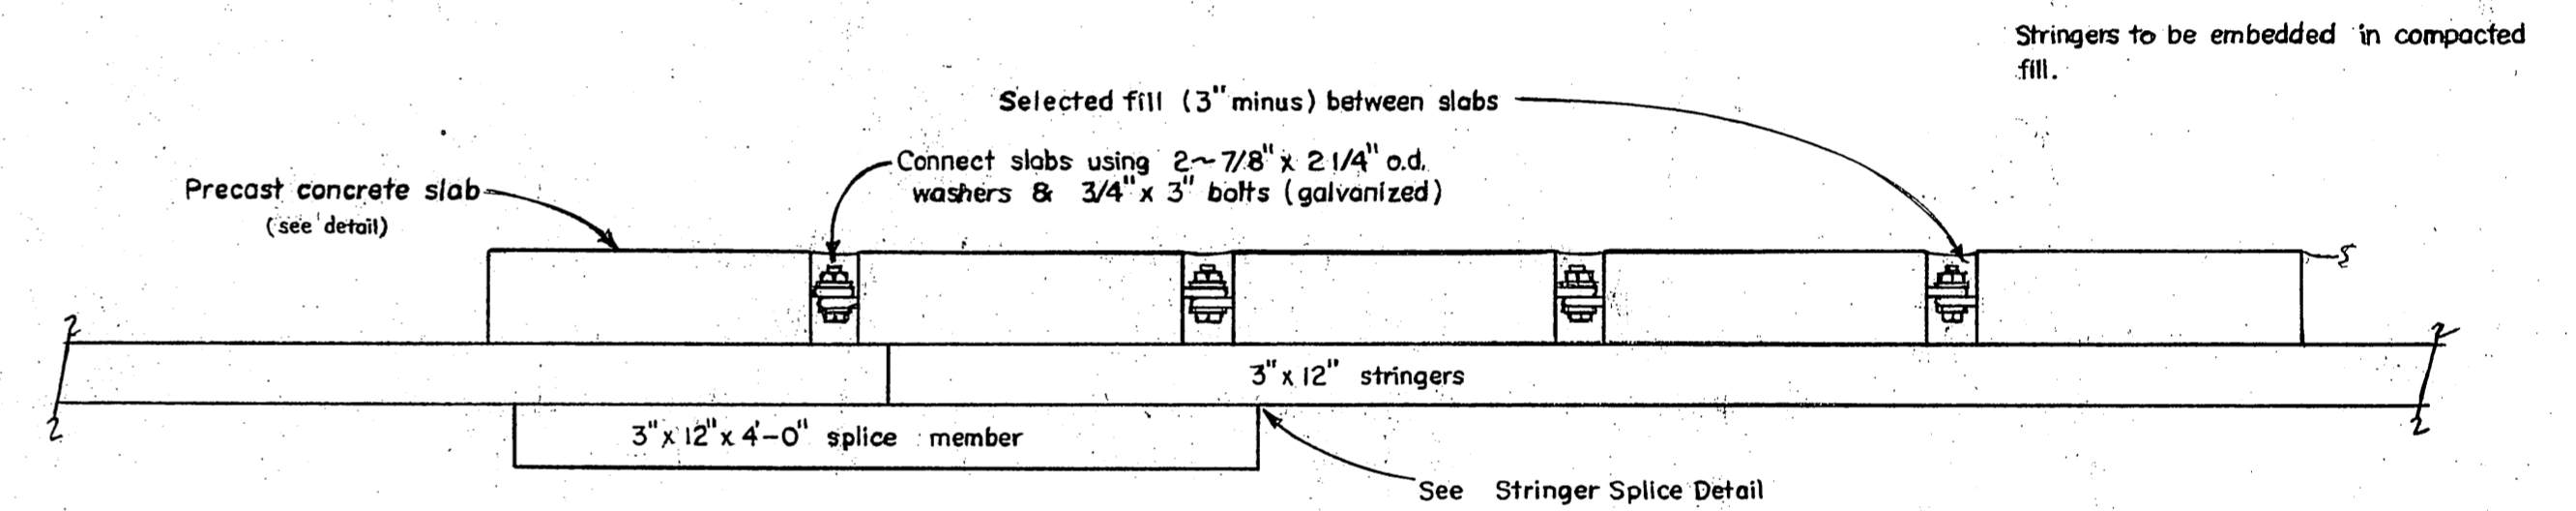 Stringers to be embedded in compacted
fill.
Selected fill (3" minus) between slabs
Connect slabs using 2~7/8" x 2 1/4" o.d.
washers & 3/4" x 3" bolts (galvanized)
Precast concrete slab
(see detail)
3" x 12" stringers
3" x 12" x 4'-0" splice member
See Stringer Splice Detail